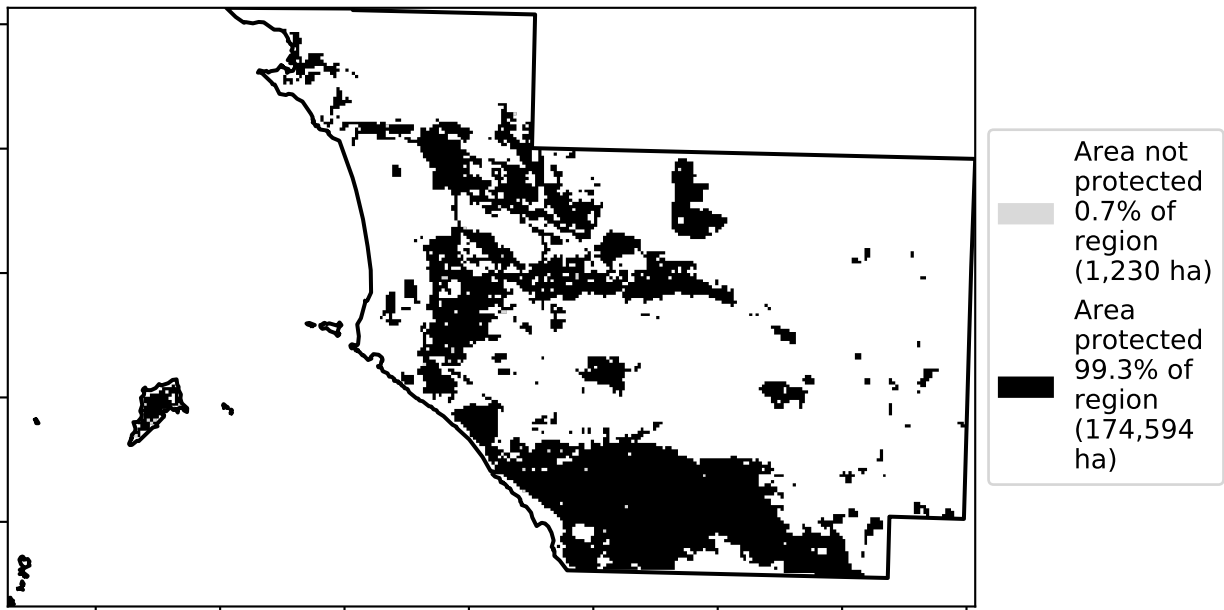 Area not
protected
0.7% of
region
(1,230 ha)
Area
protected
99.3% of
region
(174,594
ha)